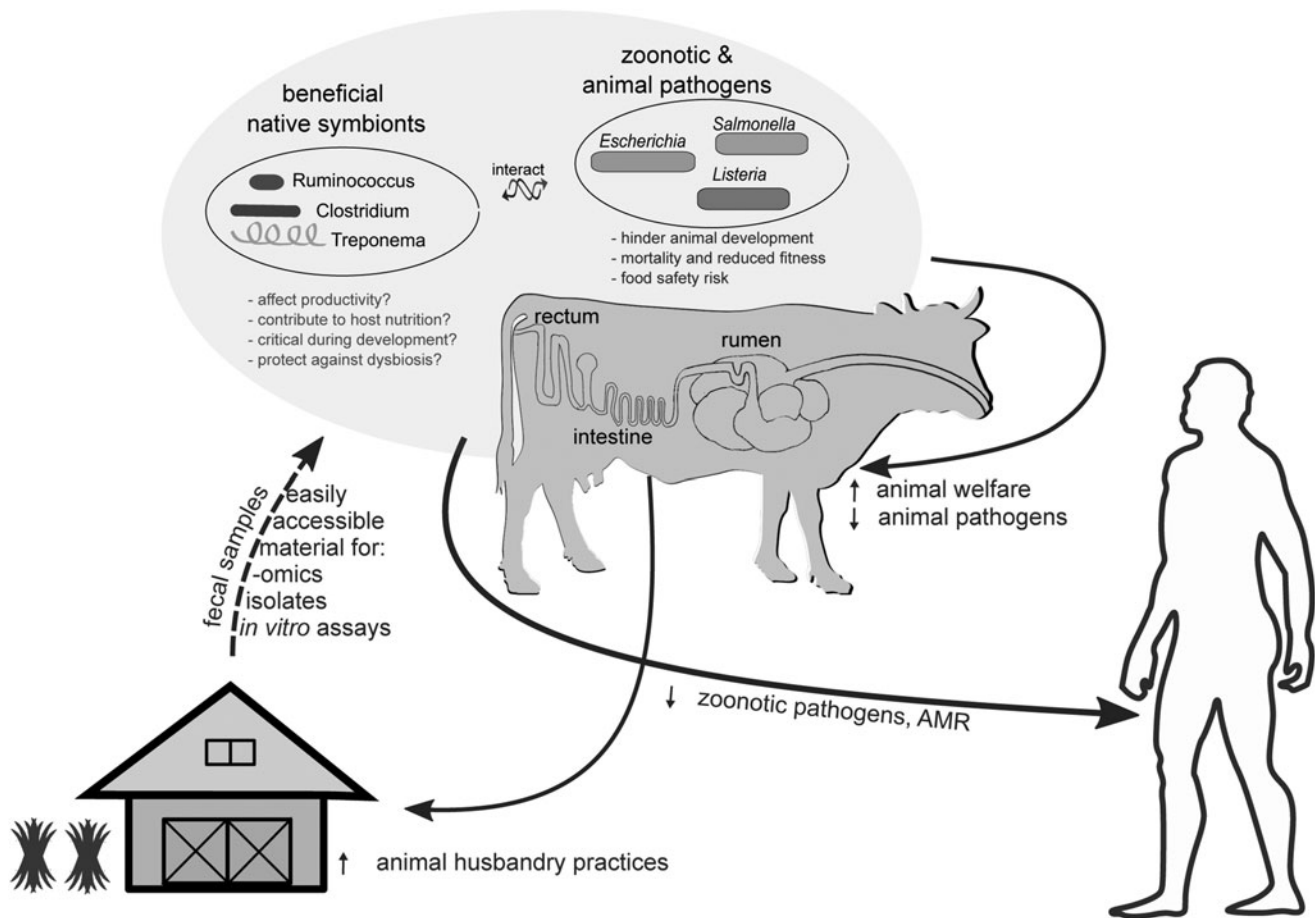 beneficial
native symbionts
Ruminococcus
Clostridium
Treponema
- affect productivity?
- contribute to host nutrition?
- critical during development?
- protect against dysbiosis?
interact
zoonotic &
animal pathogens
Escherichia
Salmonella
Listeria
- hinder animal development
- mortality and reduced fitness
- food safety risk
rectum
rumen
intestine
↑ animal welfare
↓ animal pathogens
fecal samples
easily
accessible
material for:
-omics
isolates
in vitro assays
↓ zoonotic pathogens, AMR
↑ animal husbandry practices